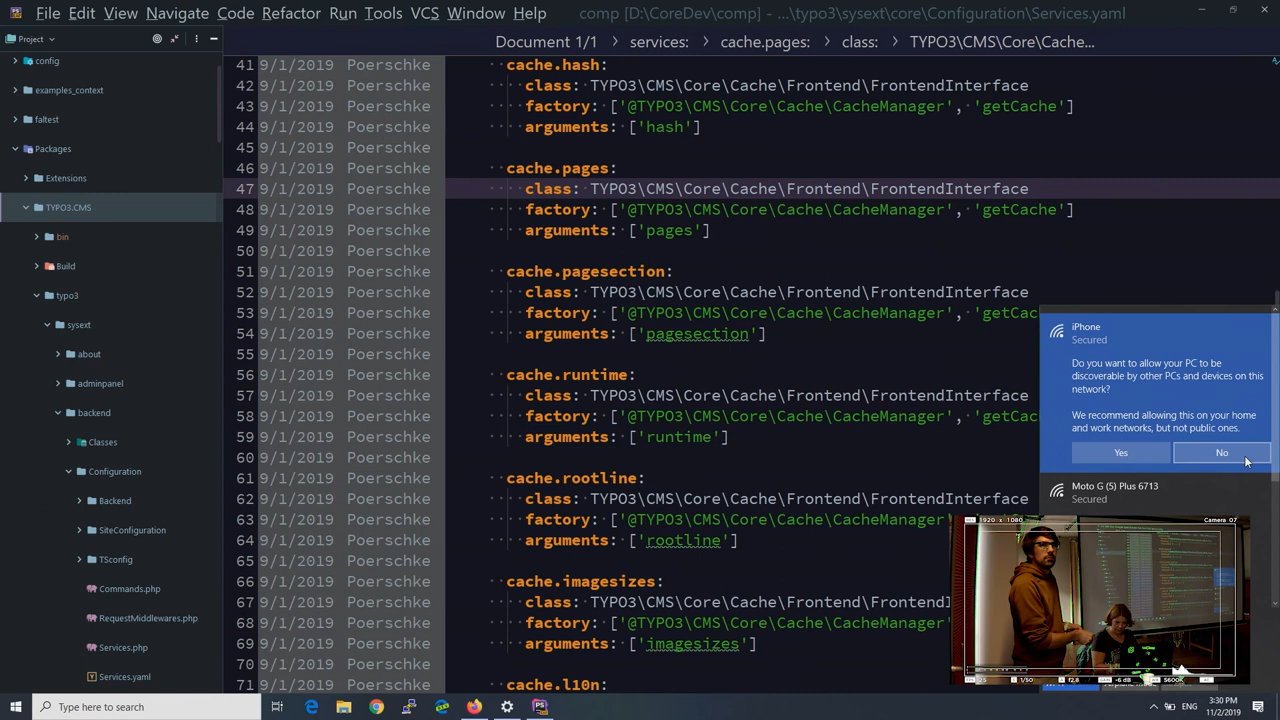 File Edit View Navigate Code Refactor Run Tools VCS Window Help comp [D:\CoreDev\comp] - ...\typo3\sysext\core\Configuration\Services.yaml
Project
Document 1/1 > services: > cache.pages: > class: > TYPO3\CMS\Core\Cache...
config
examples_context
faltest
Packages
Extensions
TYPO3.CMS
bin
Build
typo3
sysext
about
adminpanel
backend
Classes
Configuration
Backend
SiteConfiguration
TSconfig
Commands.php
RequestMiddlewares.php
Services.php
Services.yaml
41 9/1/2019 Poerschke cache.hash:
42 9/1/2019 Poerschke class: TYPO3\CMS\Core\Cache\Frontend\FrontendInterface
43 9/1/2019 Poerschke factory: ['@TYPO3\CMS\Core\Cache\CacheManager', 'getCache']
44 9/1/2019 Poerschke arguments: ['hash']
45 9/1/2019 Poerschke
46 9/1/2019 Poerschke cache.pages:
47 9/1/2019 Poerschke class: TYPO3\CMS\Core\Cache\Frontend\FrontendInterface
48 9/1/2019 Poerschke factory: ['@TYPO3\CMS\Core\Cache\CacheManager', 'getCache']
49 9/1/2019 Poerschke arguments: ['pages']
50 9/1/2019 Poerschke
51 9/1/2019 Poerschke cache.pagesection:
52 9/1/2019 Poerschke class: TYPO3\CMS\Core\Cache\Frontend\FrontendInterface
53 9/1/2019 Poerschke factory: ['@TYPO3\CMS\Core\Cache\CacheManager', 'getCa
54 9/1/2019 Poerschke arguments: ['pagesection']
55 9/1/2019 Poerschke
56 9/1/2019 Poerschke cache.runtime:
57 9/1/2019 Poerschke class: TYPO3\CMS\Core\Cache\Frontend\FrontendInterface
58 9/1/2019 Poerschke factory: ['@TYPO3\CMS\Core\Cache\CacheManager', 'getCa
59 9/1/2019 Poerschke arguments: ['runtime']
60 9/1/2019 Poerschke
61 9/1/2019 Poerschke cache.rootline:
62 9/1/2019 Poerschke class: TYPO3\CMS\Core\Cache\Frontend\FrontendInterface
63 9/1/2019 Poerschke factory: ['@TYPO3\CMS\Core\Cache\CacheManager
64 9/1/2019 Poerschke arguments: ['rootline']
65 9/1/2019 Poerschke
66 9/1/2019 Poerschke cache.imagesizes:
67 9/1/2019 Poerschke class: TYPO3\CMS\Core\Cache\Frontend\FrontendI
68 9/1/2019 Poerschke factory: ['@TYPO3\CMS\Core\Cache\CacheManager'
69 9/1/2019 Poerschke arguments: ['imagesizes']
70 9/1/2019 Poerschke
71 9/1/2019 Poerschke cache.l10n:
iPhone
Secured
Do you want to allow your PC to be
discoverable by other PCs and devices on this
network?
We recommend allowing this on your home
and work networks, but not public ones.
Yes No
Moto G (5) Plus 6713
Secured
1920 x 1080 Camera 07
1/50 f2.8 -6 dB 5600K
Type here to search
ENG 3:30 PM
11/2/2019